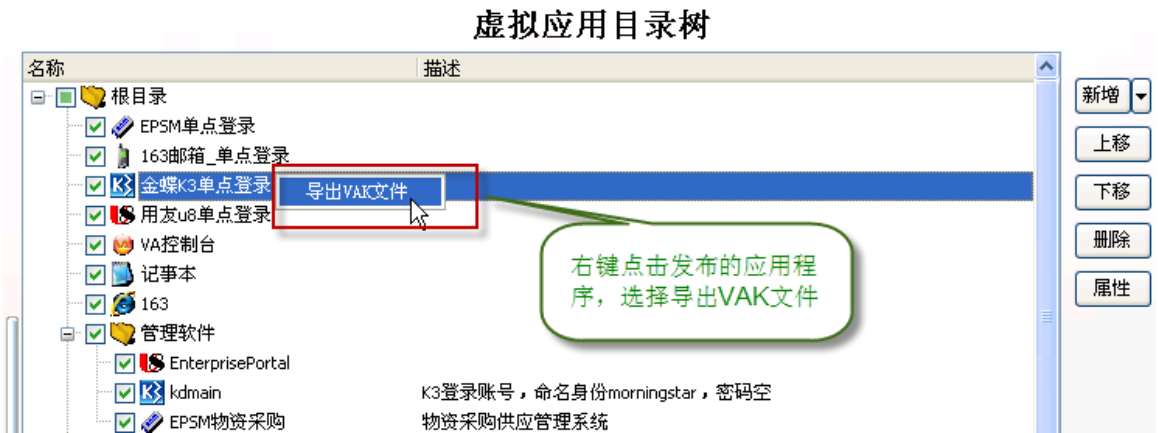 虚拟应用目录树
名称 描述
根目录
新增
EPSM单点登录
163邮箱_单点登录
上移
金蝶K3单点登录 导出VAK文件
下移
用友u8单点登录
VA控制台
删除
记事本
右键点击发布的应用程
序，选择导出VAK文件
属性
163
管理软件
EnterprisePortal
kdmain K3登录账号，命名身份morningstar，密码空
EPSM物资采购 物资采购供应管理系统